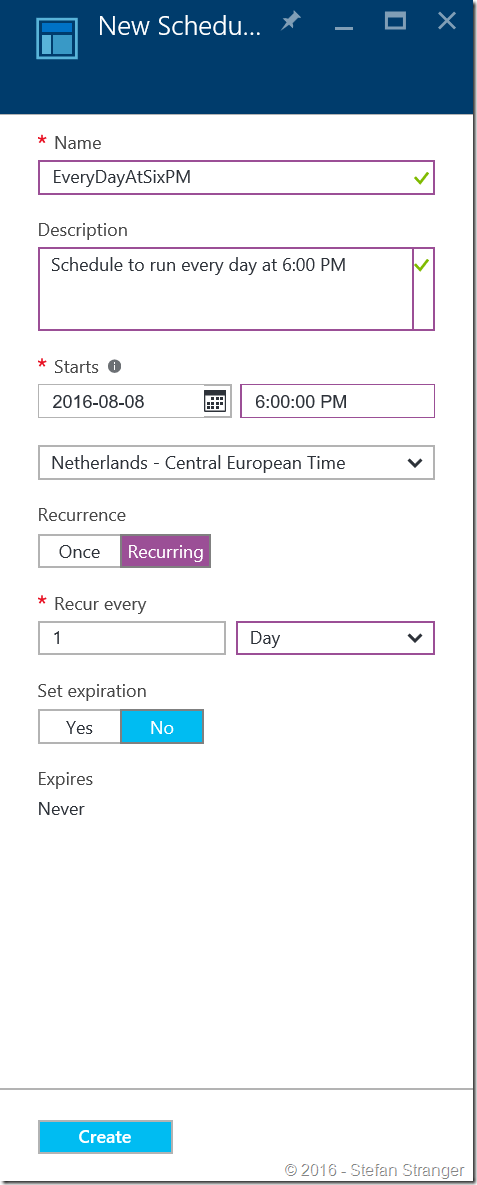 New Schedu...
* Name
EveryDayAtSixPM
Description
Schedule to run every day at 6:00 PM
* Starts
2016-08-08 6:00:00 PM
Netherlands - Central European Time
Recurrence
Once Recurring
* Recur every
1 Day
Set expiration
Yes No
Expires
Never
Create
© 2016 - Stefan Stranger